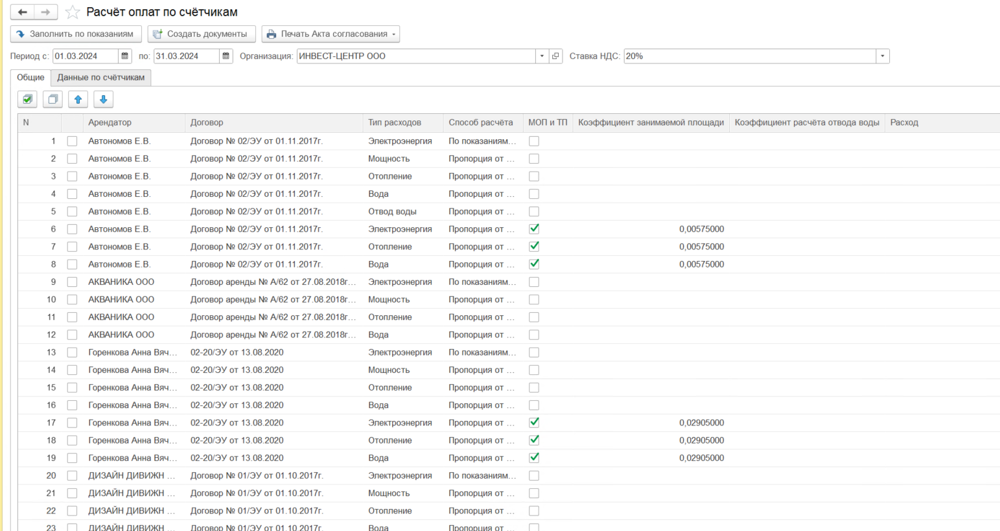 Расчёт оплат по счётчикам
Заполнить по показаниям Создать документы Печать Акта согласования
Период с: 01.03.2024 по: 31.03.2024 Организация: ИНВЕСТ-ЦЕНТР ООО Ставка НДС: 20%
Общие Данные по счётчикам
N Арендатор Договор Тип расходов Способ расчёта МОП и ТП Коэффициент занимаемой площади Коэффициент расчёта отвода воды Расход
1 Автономов Е.В. Договор № 02/ЭУ от 01.11.2017г. Электроэнергия По показаниям...
2 Автономов Е.В. Договор № 02/ЭУ от 01.11.2017г. Мощность Пропорция от ...
3 Автономов Е.В. Договор № 02/ЭУ от 01.11.2017г. Отопление Пропорция от ...
4 Автономов Е.В. Договор № 02/ЭУ от 01.11.2017г. Вода Пропорция от ...
5 Автономов Е.В. Договор № 02/ЭУ от 01.11.2017г. Отвод воды Пропорция от ...
6 Автономов Е.В. Договор № 02/ЭУ от 01.11.2017г. Электроэнергия Пропорция от ... 0,00575000
7 Автономов Е.В. Договор № 02/ЭУ от 01.11.2017г. Отопление Пропорция от ... 0,00575000
8 Автономов Е.В. Договор № 02/ЭУ от 01.11.2017г. Вода Пропорция от ... 0,00575000
9 АКВАНИКА ООО Договор аренды № А/62 от 27.08.2018г... Электроэнергия По показаниям...
10 АКВАНИКА ООО Договор аренды № А/62 от 27.08.2018г... Мощность Пропорция от ...
11 АКВАНИКА ООО Договор аренды № А/62 от 27.08.2018г... Отопление Пропорция от ...
12 АКВАНИКА ООО Договор аренды № А/62 от 27.08.2018г... Вода Пропорция от ...
13 Горенкова Анна Вяч... 02-20/ЭУ от 13.08.2020 Электроэнергия По показаниям...
14 Горенкова Анна Вяч... 02-20/ЭУ от 13.08.2020 Мощность Пропорция от ...
15 Горенкова Анна Вяч... 02-20/ЭУ от 13.08.2020 Отопление Пропорция от ...
16 Горенкова Анна Вяч... 02-20/ЭУ от 13.08.2020 Вода Пропорция от ...
17 Горенкова Анна Вяч... 02-20/ЭУ от 13.08.2020 Электроэнергия Пропорция от ... 0,02905000
18 Горенкова Анна Вяч... 02-20/ЭУ от 13.08.2020 Отопление Пропорция от ... 0,02905000
19 Горенкова Анна Вяч... 02-20/ЭУ от 13.08.2020 Вода Пропорция от ... 0,02905000
20 ДИЗАЙН ДИВИЖН ... Договор № 01/ЭУ от 01.10.2017г. Электроэнергия По показаниям...
21 ДИЗАЙН ДИВИЖН ... Договор № 01/ЭУ от 01.10.2017г. Мощность Пропорция от ...
22 ДИЗАЙН ДИВИЖН ... Договор № 01/ЭУ от 01.10.2017г. Отопление Пропорция от ...
23 ДИЗАЙН ДИВИЖН ... Договор № 01/ЭУ от 01.10.2017г. Вода Пропорция от ...